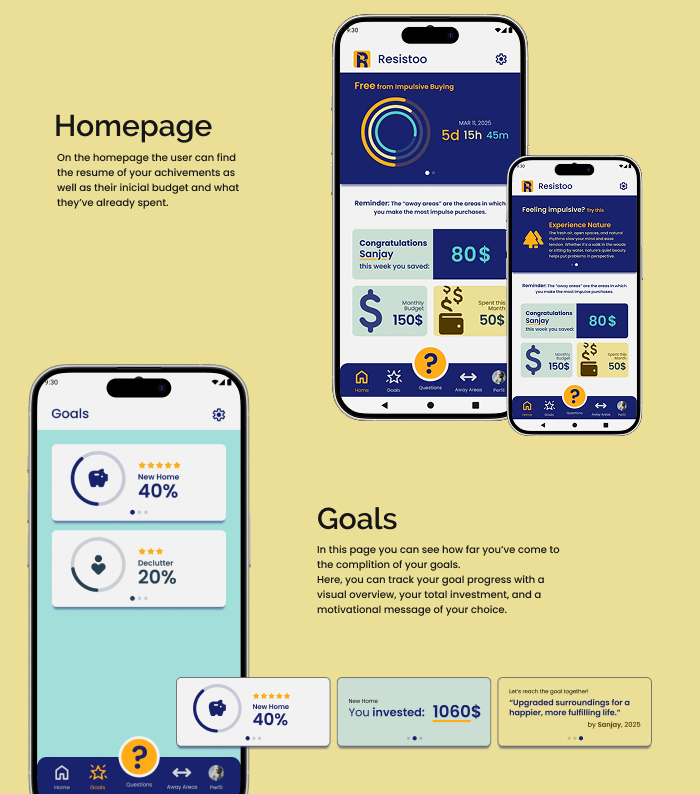 Homepage
On the homepage the user can find
the resume of your achivements as
well as their inicial budget and what
they've already spent.
9:30
Resistoo
Free from Impulsive Buying
MAR 11, 2025
5d 15h 45m
Reminder: The "away areas" are the areas in which
you make the most impulse purchases.
Congratulations
Sanjay
this week you saved:
80$
Monthly
Budget
150$
Spent this
Month
50$
?
Home
Goals
Questions
Away Areas
Perfil
9:30
Resistoo
Feeling impulsive? Try this
Experience Nature
The fresh air, open spaces, and natural
rhythms slow your mind and ease
tension. Whether it's a walk in the woods
or sitting by water, nature's quiet beauty
helps put problems in perspective.
Reminder: The "away areas" are the areas in which
you make the most impulse purchases.
Congratulations
Sanjay
this week you saved:
80$
Monthly
Budget
150$
Spent this
Month
50$
?
Home
Goals
Questions
Away Areas
Perfil
9:30
Goals
New Home
40%
Declutter
20%
?
Home
Goals
Questions
Away Areas
Perfil
Goals
In this page you can see how far you've come to
the complition of your goals.
Here, you can track your goal progress with a
visual overview, your total investment, and a
motivational message of your choice.
New Home
40%
New Home
You invested: 1060$
Let's reach the goal together!
"Upgraded surroundings for a
happier, more fulfilling life."
by Sanjay, 2025